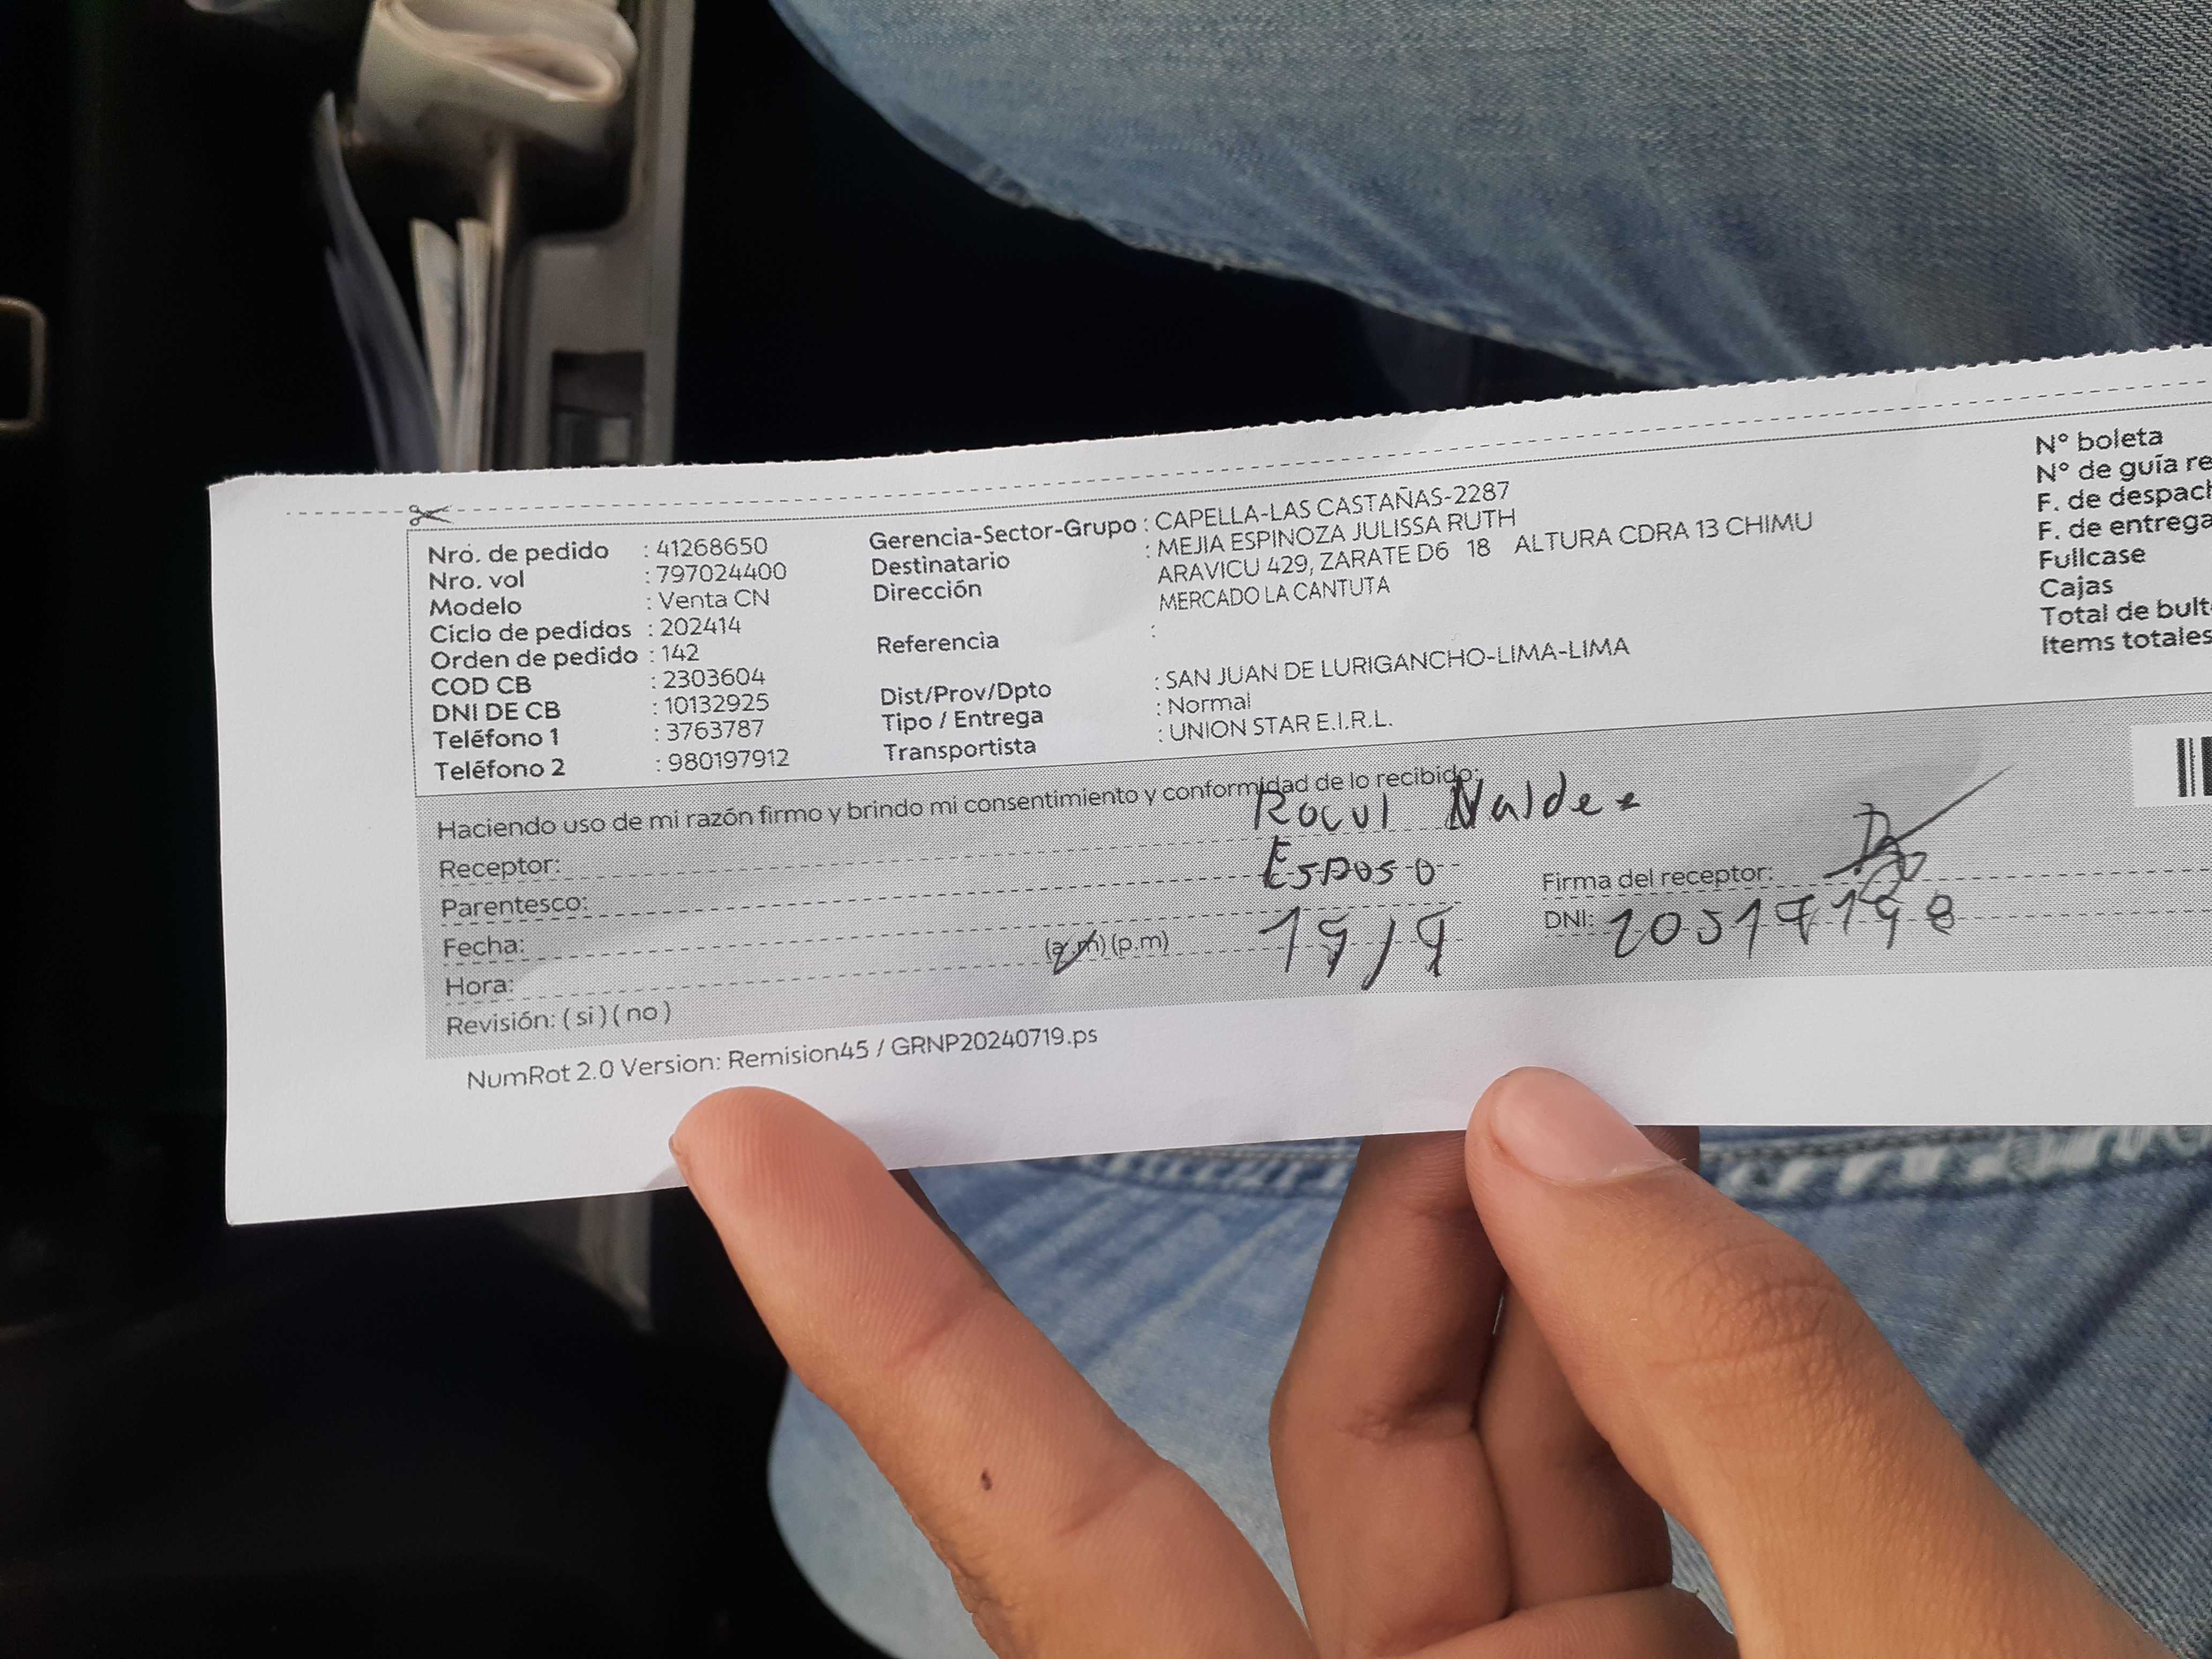 Nro. de pedido : 41268650
Nro. vol : 797024400
Modelo : Venta CN
Ciclo de pedidos : 202414
Orden de pedido : 142
COD CB : 2303604
DNI DE CB : 10132925
Teléfono 1 : 3763787
Teléfono 2 : 980197912
Gerencia-Sector-Grupo : CAPELLA-LAS CASTAÑAS-2287
Destinatario : MEJIA ESPINOZA JULISSA RUTH
Dirección ARAVICU 429, ZARATE D6 18 ALTURA CDRA 13 CHIMU
MERCADO LA CANTUTA
Referencia :
Dist/Prov/Dpto : SAN JUAN DE LURIGANCHO-LIMA-LIMA
Tipo / Entrega : Normal
Transportista : UNION STAR E.I.R.L.
N° boleta
N° de guía re
F. de despach
F. de entrega
Fullcase
Cajas
Total de bult
Items totales
Haciendo uso de mi razón firmo y brindo mi consentimiento y conformidad de lo recibido:
Receptor:
Parentesco: Esposo
Fecha:
Hora: (a.m) (p.m)
Revisión: ( si ) ( no )
Firma del receptor:
DNI:
NumRot 2.0 Version: Remision45 / GRNP20240719.ps